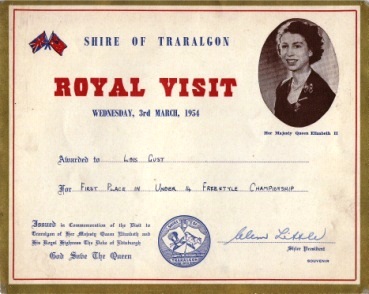 SHIRE OF TRARALGON
ROYAL VISIT
WEDNESDAY, 3rd MARCH, 1954
Her Majesty Queen Elizabeth II
Awarded to Lois Gust
For First Place in Under 14 Freestyle Championship
Issued in Commemoration of the Visit to
Traralgon of Her Majesty Queen Elizabeth and
His Royal Highness The Duke of Edinburgh
God Save The Queen
TRARALGON
Shire President
SOUVENIR